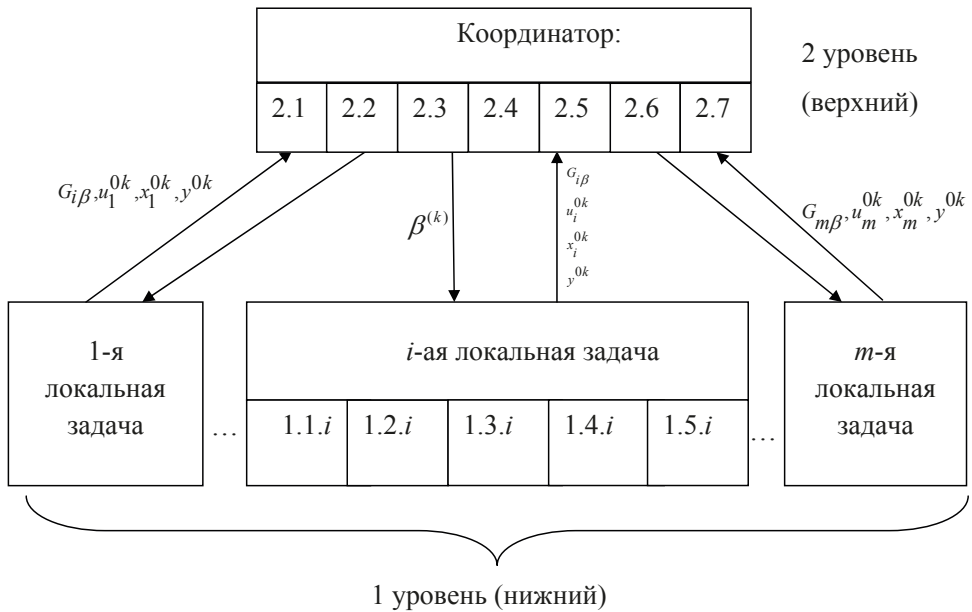 Координатор:
2 уровень
(верхний)
2.1 2.2 2.3 2.4 2.5 2.6 2.7
G_{iβ}, u_1^{0k}, x_1^{0k}, y^{0k}
β^{(k)}
G_{iβ}
u_i^{0k}
x_i^{0k}
y^{0k}
G_{mβ}, u_m^{0k}, x_m^{0k}, y^{0k}
1-я
локальная
задача
...
i-ая локальная задача
1.1.i 1.2.i 1.3.i 1.4.i 1.5.i
...
m-я
локальная
задача
1 уровень (нижний)